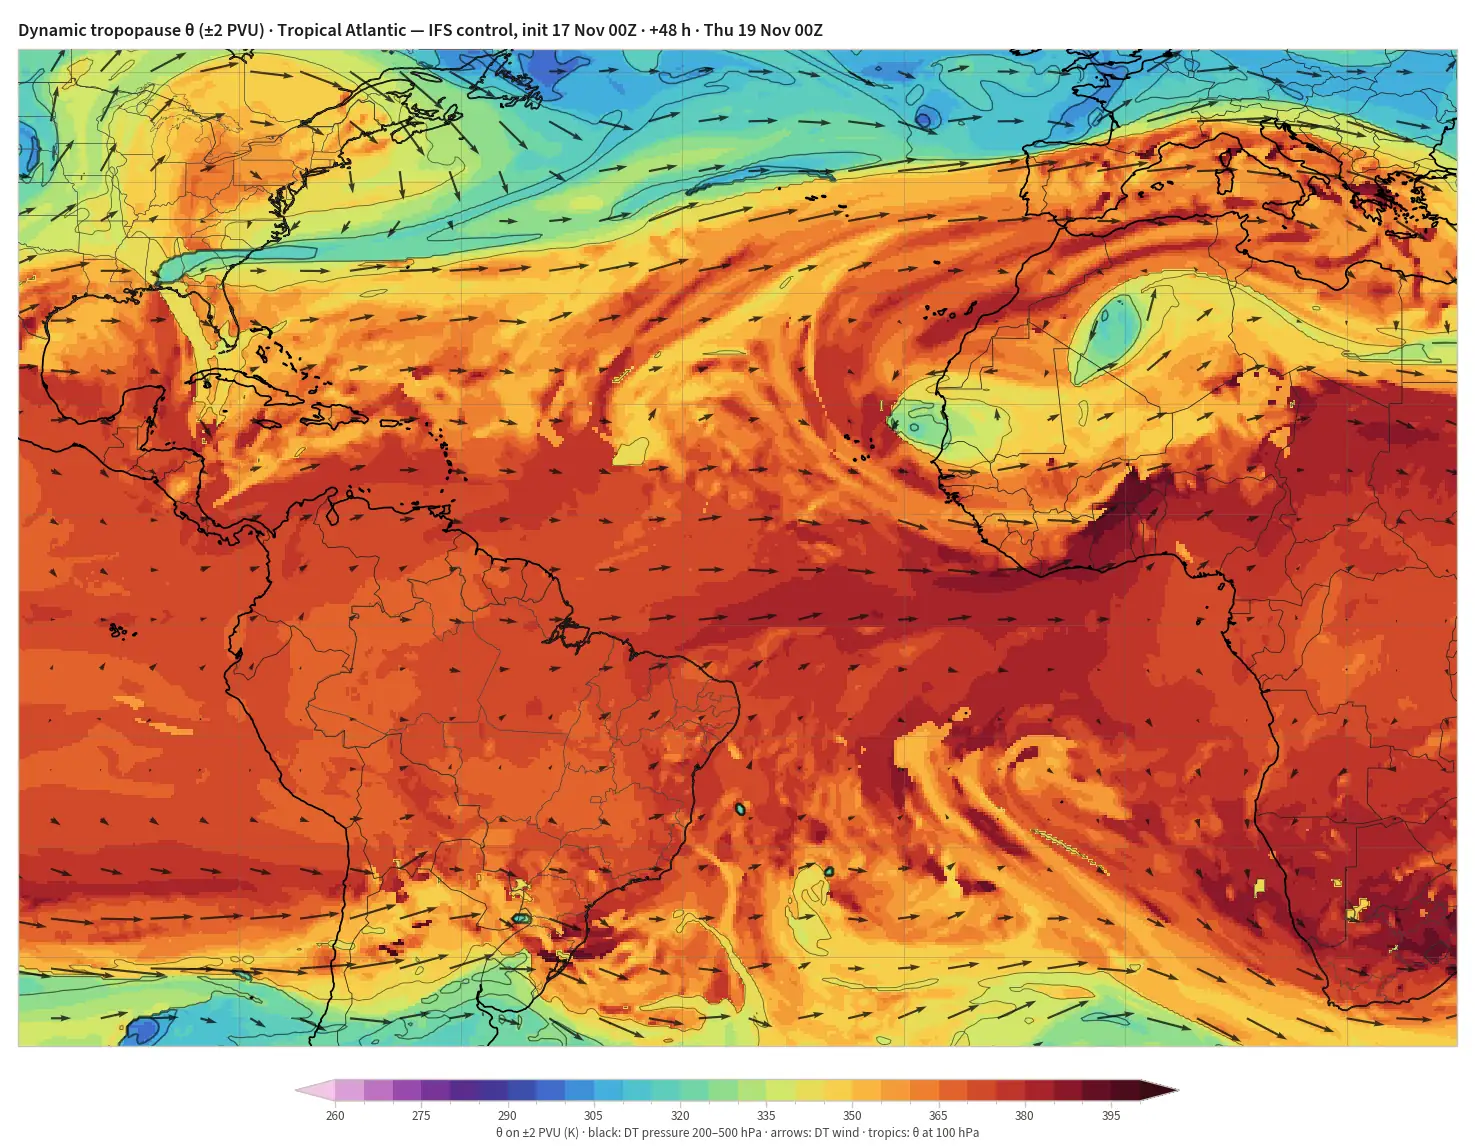 Dynamic tropopause θ (±2 PVU) · Tropical Atlantic — IFS control, init 17 Nov 00Z · +48 h · Thu 19 Nov 00Z
260 275 290 305 320 335 350 365 380 395
θ on ±2 PVU (K) · black: DT pressure 200–500 hPa · arrows: DT wind · tropics: θ at 100 hPa